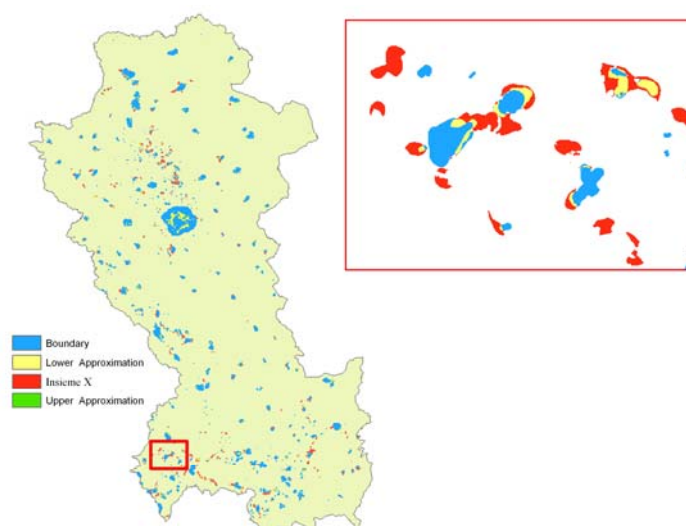 Boundary
Lower Approximation
Insieme X
Upper Approximation